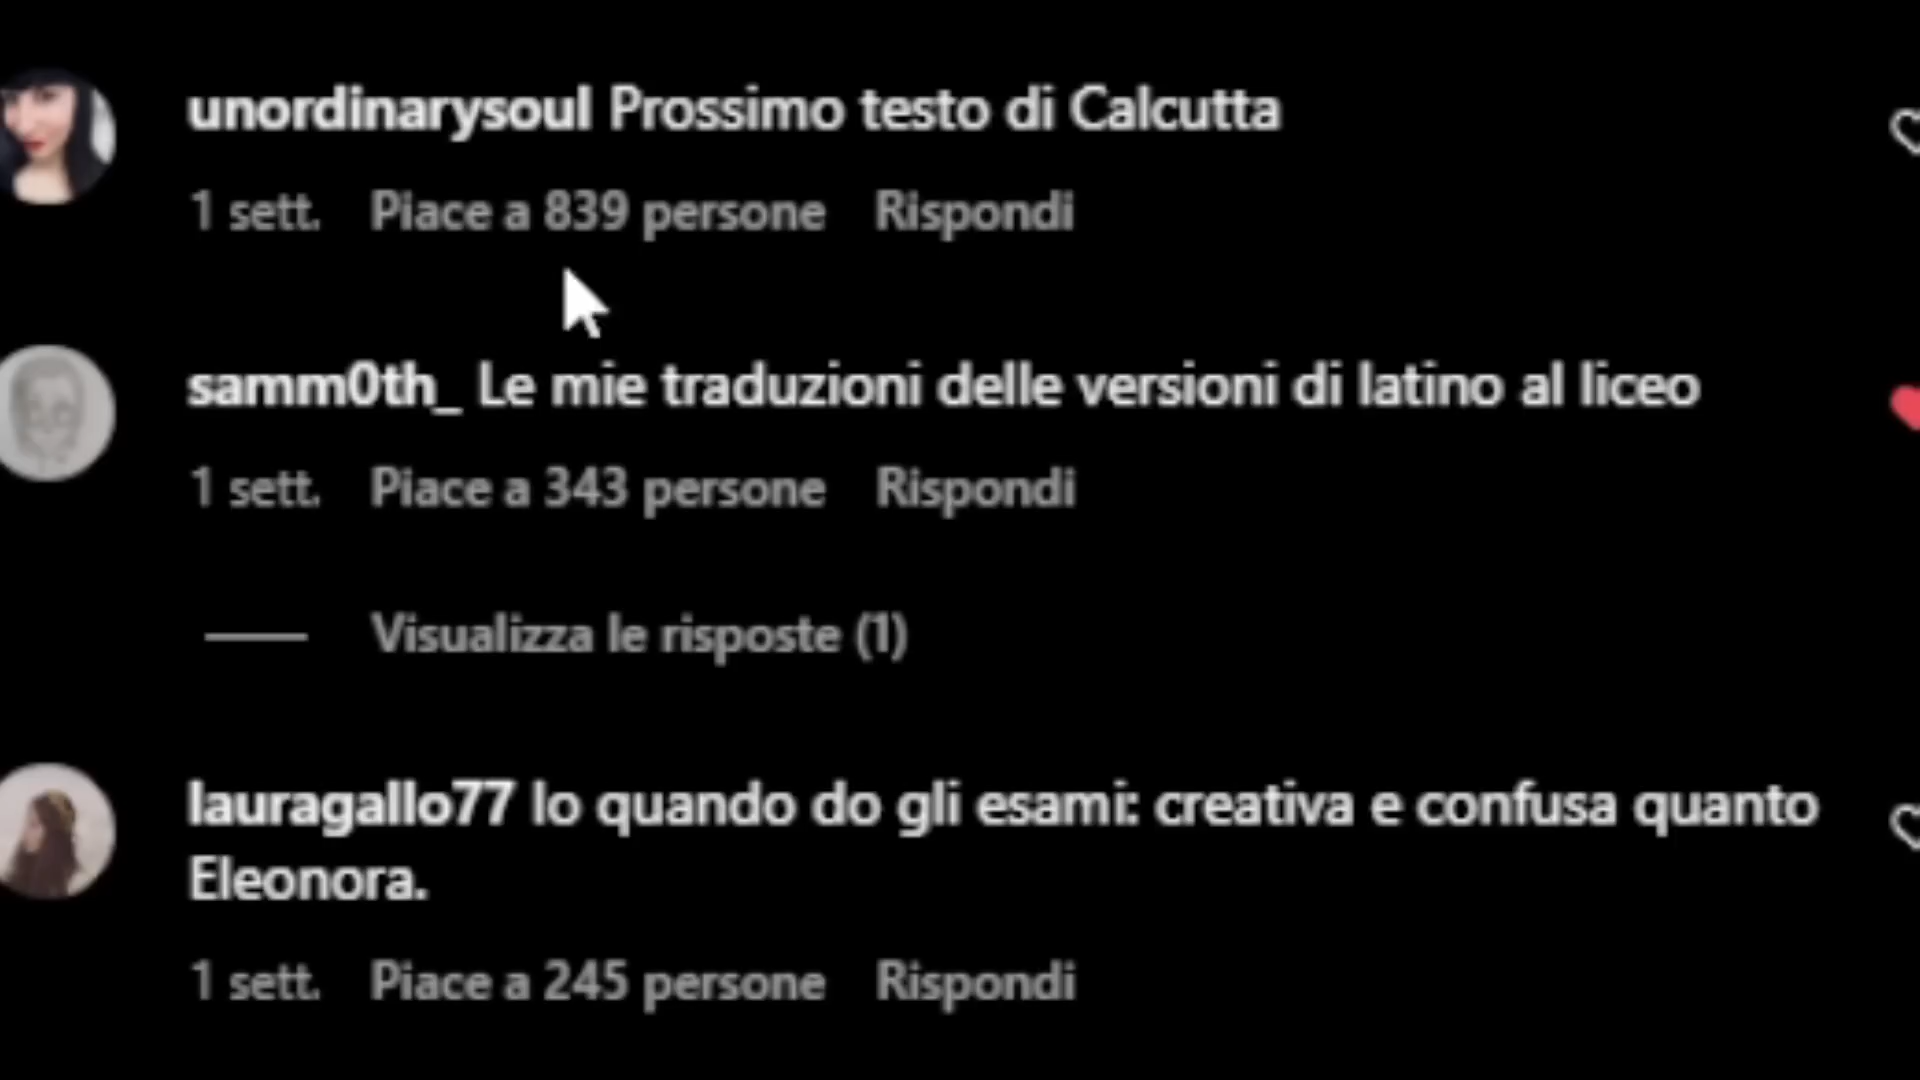 unordinarysoul Prossimo testo di Calcutta
1 sett. Piace a 839 persone Rispondi
samm0th_ Le mie traduzioni delle versioni di latino al liceo
1 sett. Piace a 343 persone Rispondi
Visualizza le risposte (1)
lauragallo77 Io quando do gli esami: creativa e confusa quanto
Eleonora.
1 sett. Piace a 245 persone Rispondi